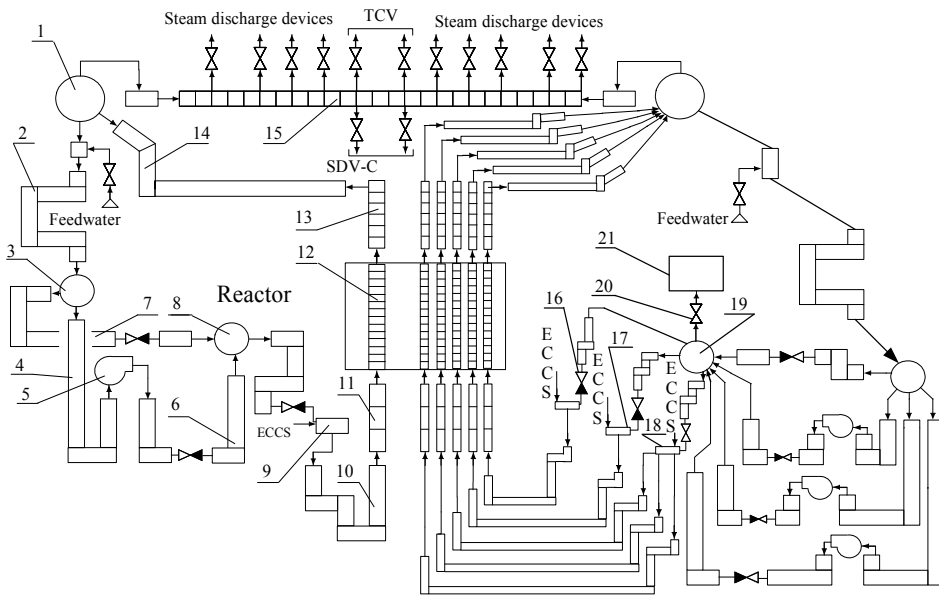 Steam discharge devices
TCV
Steam discharge devices
1
15
14
2
SDV-C
Feedwater
13
Feedwater
3
12
21
Reactor
20
16
19
7
8
17
E
C
C
S
E
C
C
S
E
C
C
S
4
5
11
18
6
ECCS
9
10